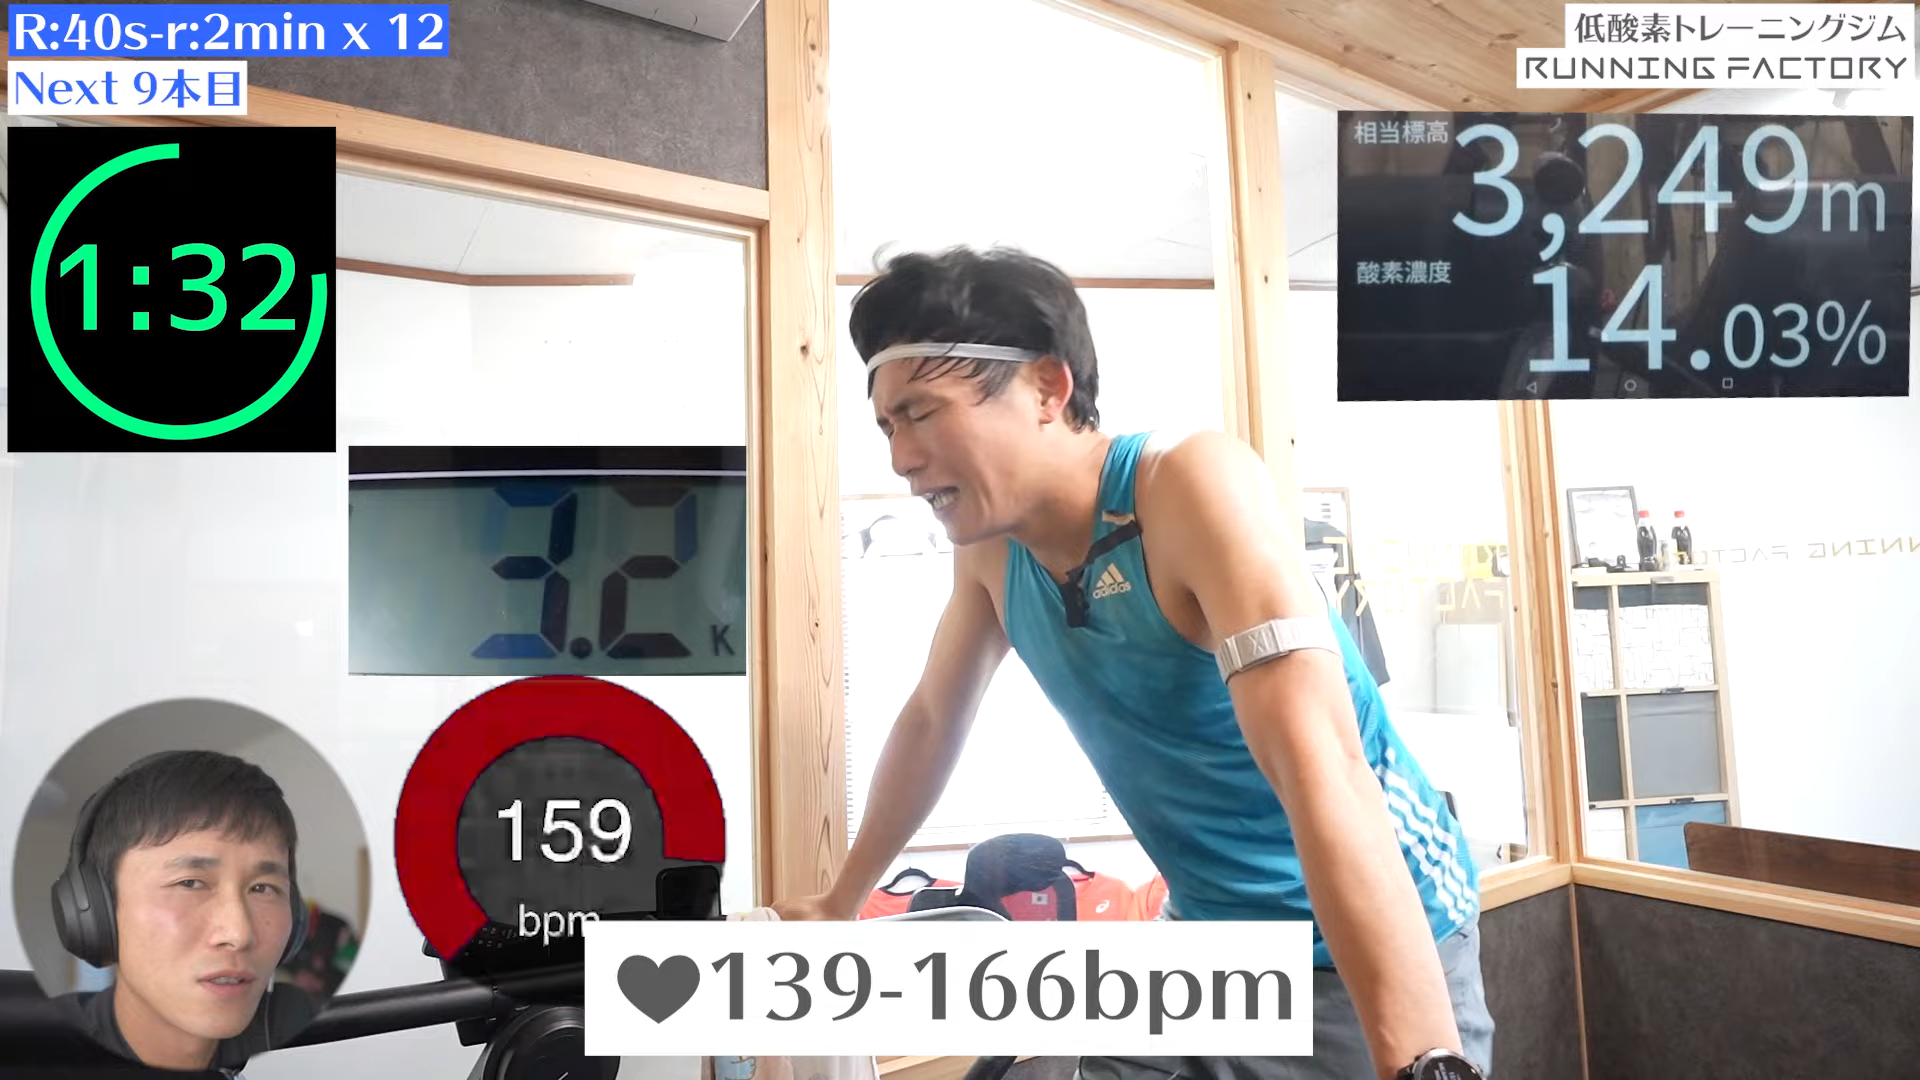 R:40s-r:2min x 12
Next 9本目
低酸素トレーニングジム
RUNNING FACTORY
1:32
相当標高
3,249m
酸素濃度
14.03%
3.2 K
adidas
159
bpm
♥139-166bpm